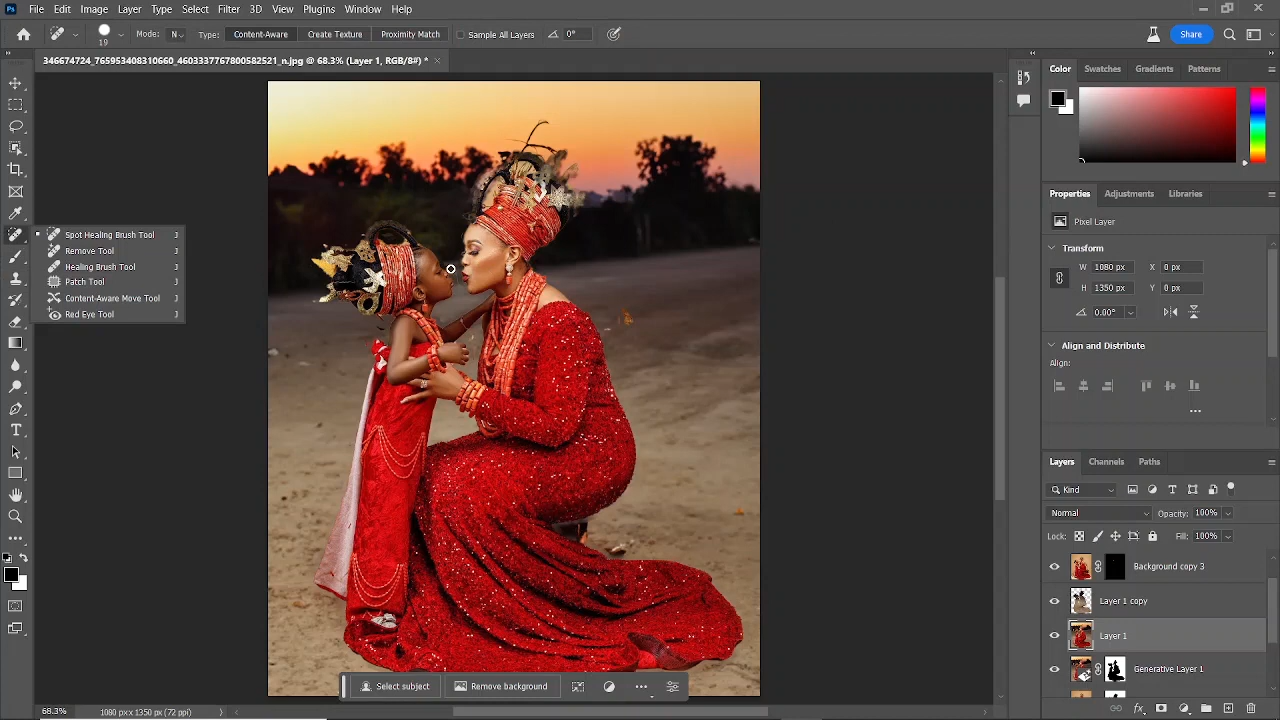 Ps File Edit Image Layer Type Select Filter 3D View Plugins Window Help
19 Mode: N Type: Content-Aware Create Texture Proximity Match Sample All Layers 0° Share
346674724_765953408310660_4603337767800582521_n.jpg @ 68.3% (Layer 1, RGB/8#) *
Spot Healing Brush Tool J
Remove Tool J
Healing Brush Tool J
Patch Tool J
Content-Aware Move Tool J
Red Eye Tool J
Color Swatches Gradients Patterns
Properties Adjustments Libraries
Pixel Layer
Transform
W: 1080 px X: 0 px
H: 1350 px Y: 0 px
0.00°
Align and Distribute
Align:
Layers Channels Paths
Kind
Normal Opacity: 100%
Lock: Fill: 100%
Background copy 3
Layer 1 copy
Layer 1
Generative Layer 1
Select subject Remove background
68.33% 1080 px x 1350 px (72 ppi)